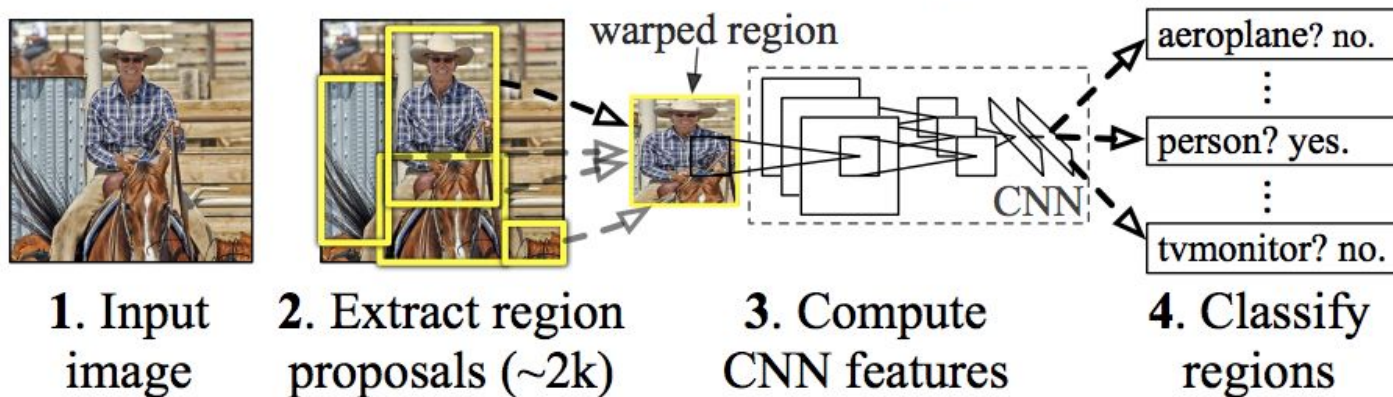 warped region
aeroplane? no.
person? yes.
CNN
tvmonitor? no.
1. Input
image
2. Extract region
proposals (~2k)
3. Compute
CNN features
4. Classify
regions